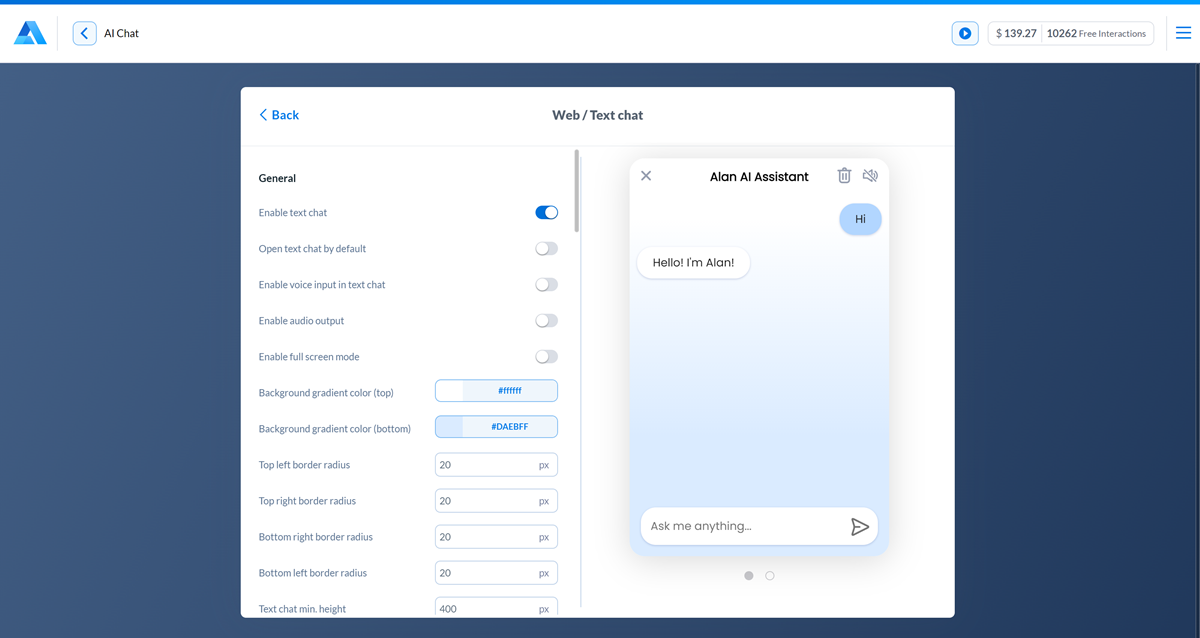 AI Chat
$ 139.27 10262 Free Interactions
Back
Web / Text chat
General
Enable text chat
Open text chat by default
Enable voice input in text chat
Enable audio output
Enable full screen mode
Background gradient color (top) #ffffff
Background gradient color (bottom) #DAEBFF
Top left border radius 20 px
Top right border radius 20 px
Bottom right border radius 20 px
Bottom left border radius 20 px
Text chat min. height 400 px
Alan AI Assistant
Hi
Hello! I'm Alan!
Ask me anything...